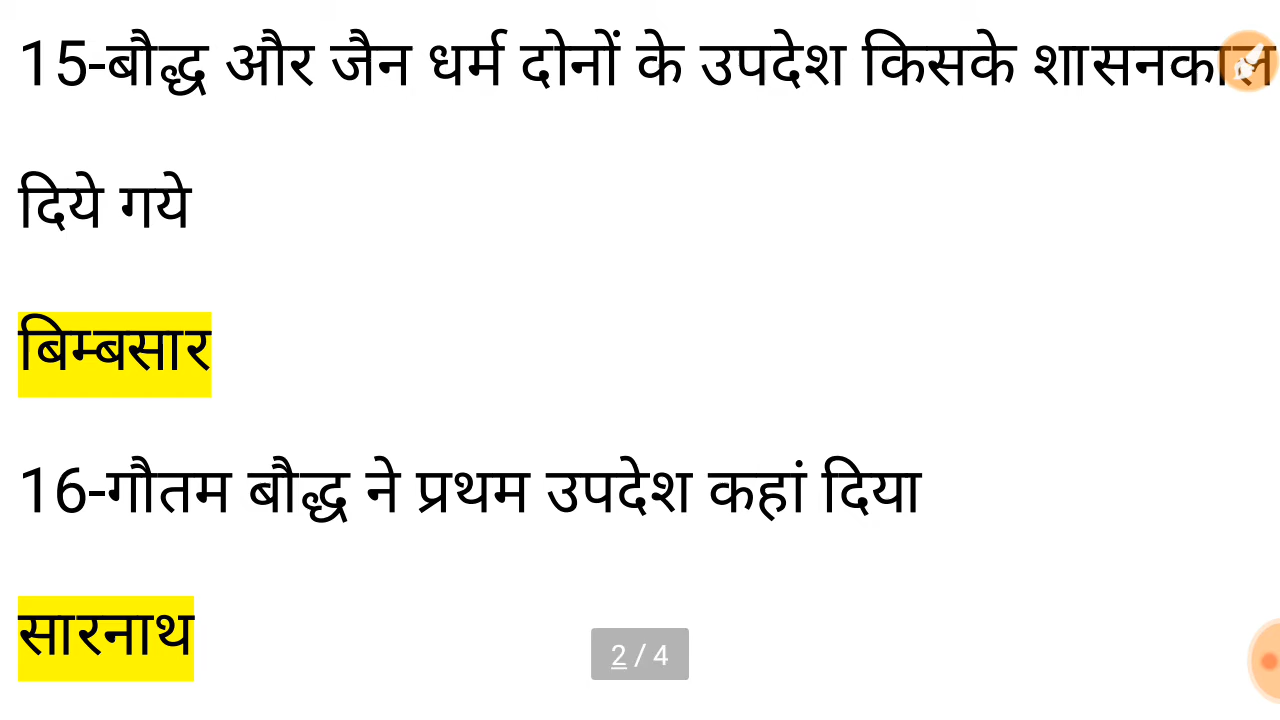 15-बौद्ध और जैन धर्म दोनों के उपदेश किसके शासनकाल
दिये गये
बिम्बसार
16-गौतम बौद्ध ने प्रथम उपदेश कहां दिया
सारनाथ
2 / 4